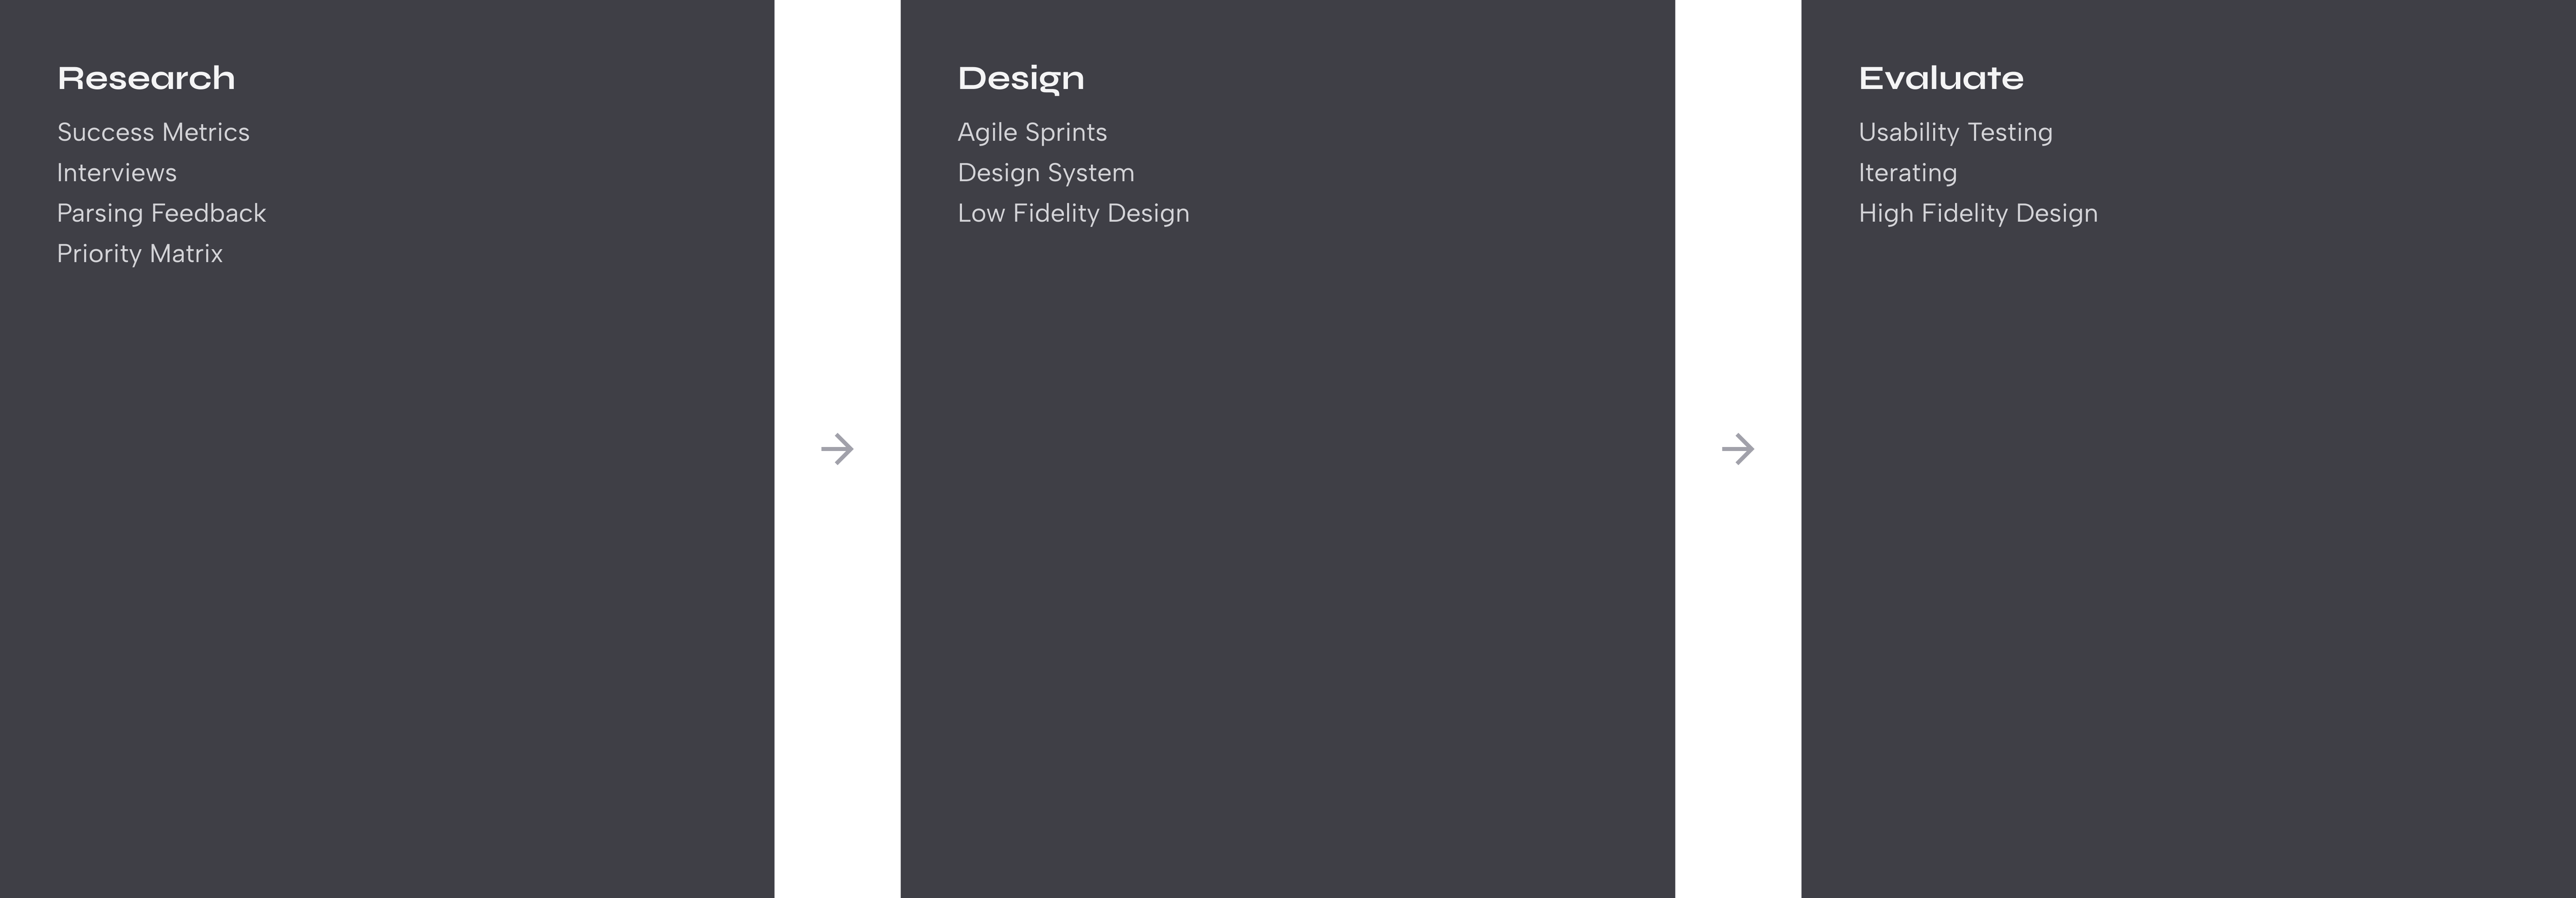 Research
Success Metrics
Interviews
Parsing Feedback
Priority Matrix
Design
Agile Sprints
Design System
Low Fidelity Design
Evaluate
Usability Testing
Iterating
High Fidelity Design